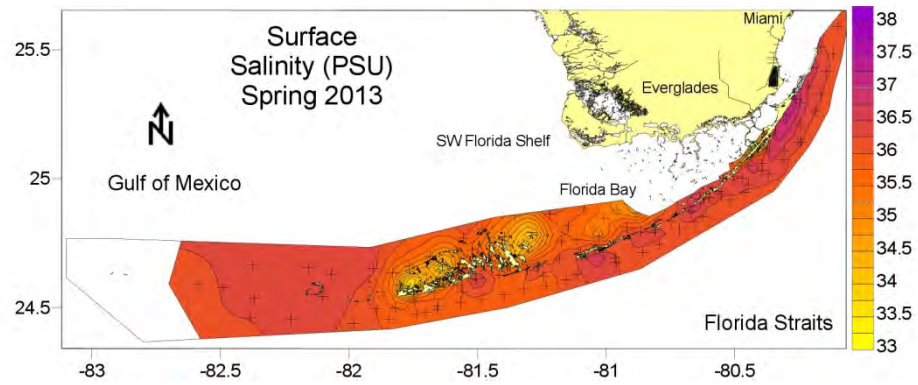 Surface
Salinity (PSU)
Spring 2013
Miami
Everglades
SW Florida Shelf
N
Gulf of Mexico
Florida Bay
Florida Straits
25.5
25
24.5
-83
-82.5
-82
-81.5
-81
-80.5
38
37.5
37
36.5
36
35.5
35
34.5
34
33.5
33